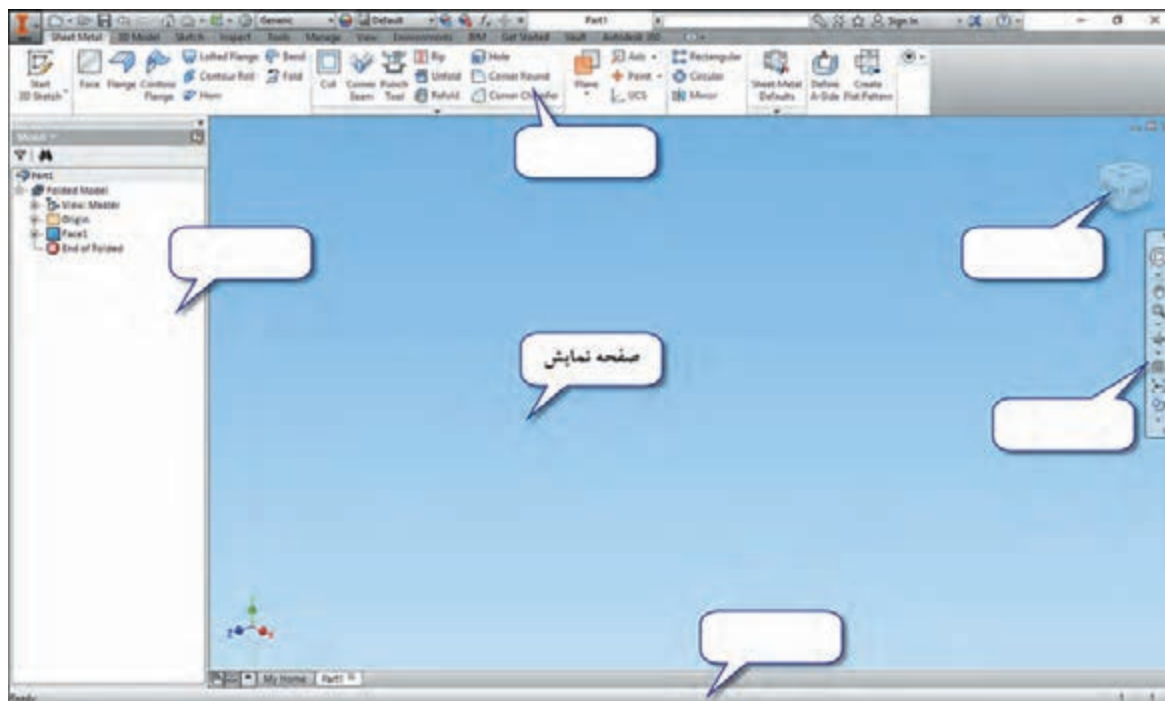 Generic Default Part1 Sign In
Sheet Metal 3D Model Sketch Inspect Tools Manage View Environments BIM Get Started Vault Autodesk 360
Lofted Flange Bend Rip Hole Axis Rectangular
Start Face Flange Contour Contour Roll Fold Cut Corner Punch Unfold Corner Round Plane Point Circular Sheet Metal Define Create
2D Sketch Flange Hem Seam Tool Refold Corner Chamfer UCS Mirror Defaults A-Side Flat Pattern
Model
Part1
Folded Model
View: Master
Origin
Face1
End of Folded
صفحه نمایش
My Home Part1
Ready